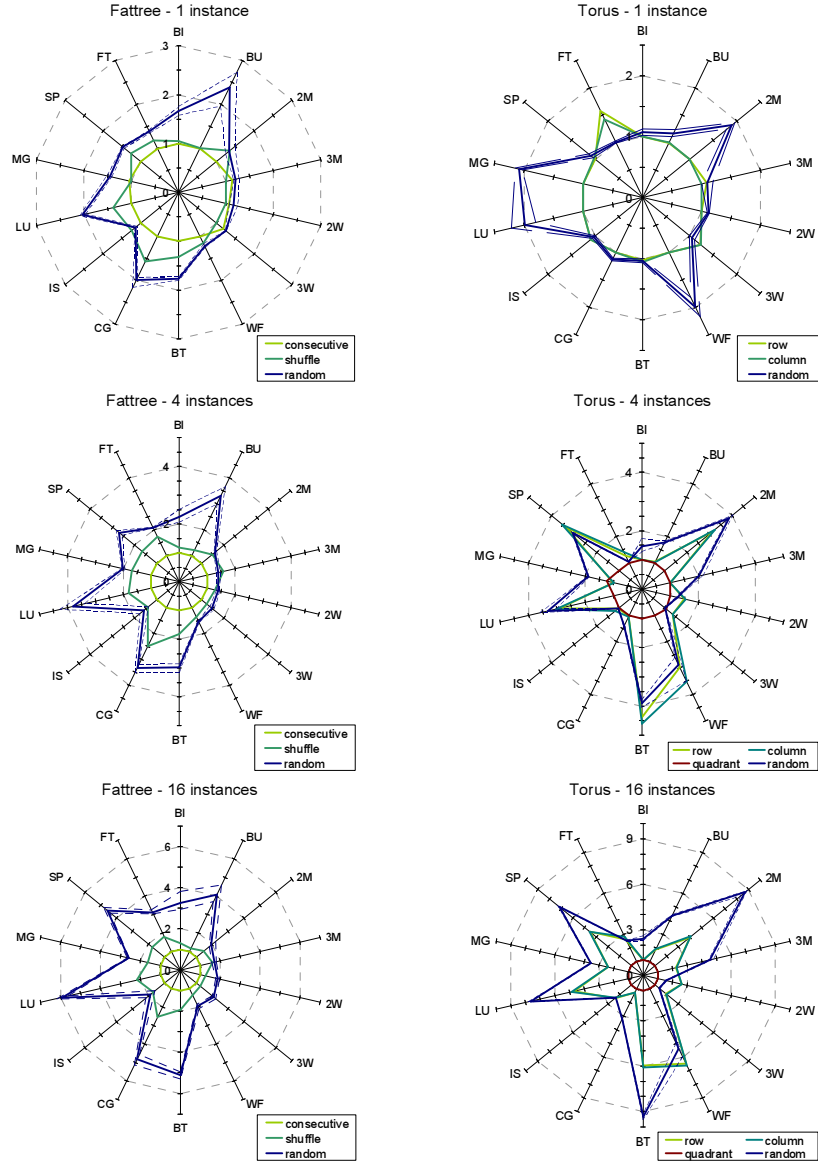 Fattree - 1 instance
BI
BU
2M
3M
2W
3W
WF
BT
CG
IS
LU
MG
SP
FT
3
2
1
0
consecutive
shuffle
random
Torus - 1 instance
BI
BU
2M
3M
2W
3W
WF
BT
CG
IS
LU
MG
SP
FT
2
1
0
row
column
random
Fattree - 4 instances
BI
BU
2M
3M
2W
3W
WF
BT
CG
IS
LU
MG
SP
FT
4
2
0
consecutive
shuffle
random
Torus - 4 instances
BI
BU
2M
3M
2W
3W
WF
BT
CG
IS
LU
MG
SP
FT
4
2
0
row column
quadrant random
Fattree - 16 instances
BI
BU
2M
3M
2W
3W
WF
BT
CG
IS
LU
MG
SP
FT
6
4
2
0
consecutive
shuffle
random
Torus - 16 instances
BI
BU
2M
3M
2W
3W
WF
BT
CG
IS
LU
MG
SP
FT
9
6
3
0
row column
quadrant random